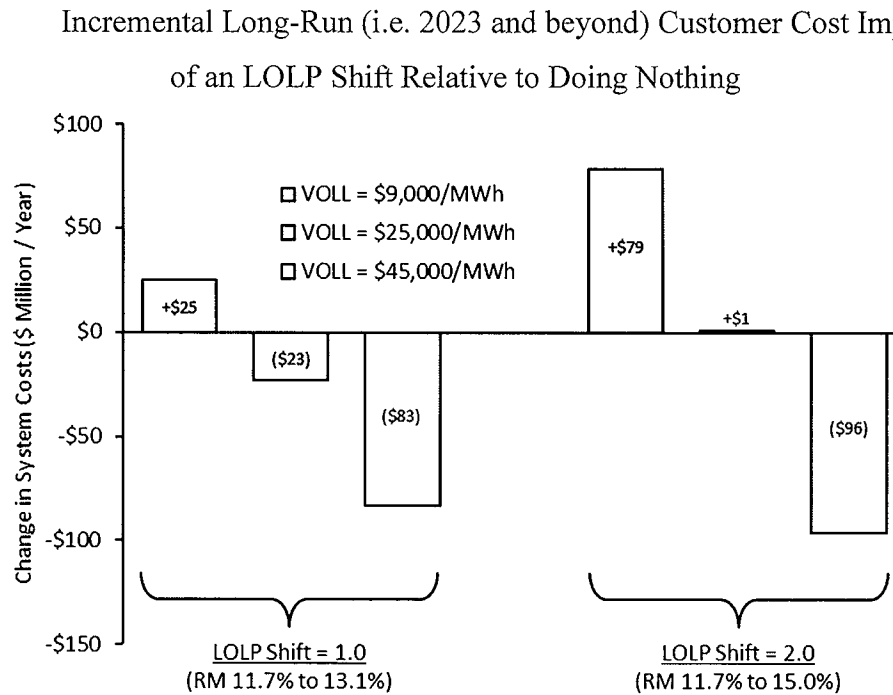 Incremental Long-Run (i.e. 2023 and beyond) Customer Cost Im
of an LOLP Shift Relative to Doing Nothing
$100
$50
$0
-$50
-$100
-$150
Change in System Costs($ Million / Year)
VOLL = $9,000/MWh
VOLL = $25,000/MWh
VOLL = $45,000/MWh
+$25
($23)
($83)
+$79
+$1
($96)
LOLP Shift = 1.0
(RM 11.7% to 13.1%)
LOLP Shift = 2.0
(RM 11.7% to 15.0%)